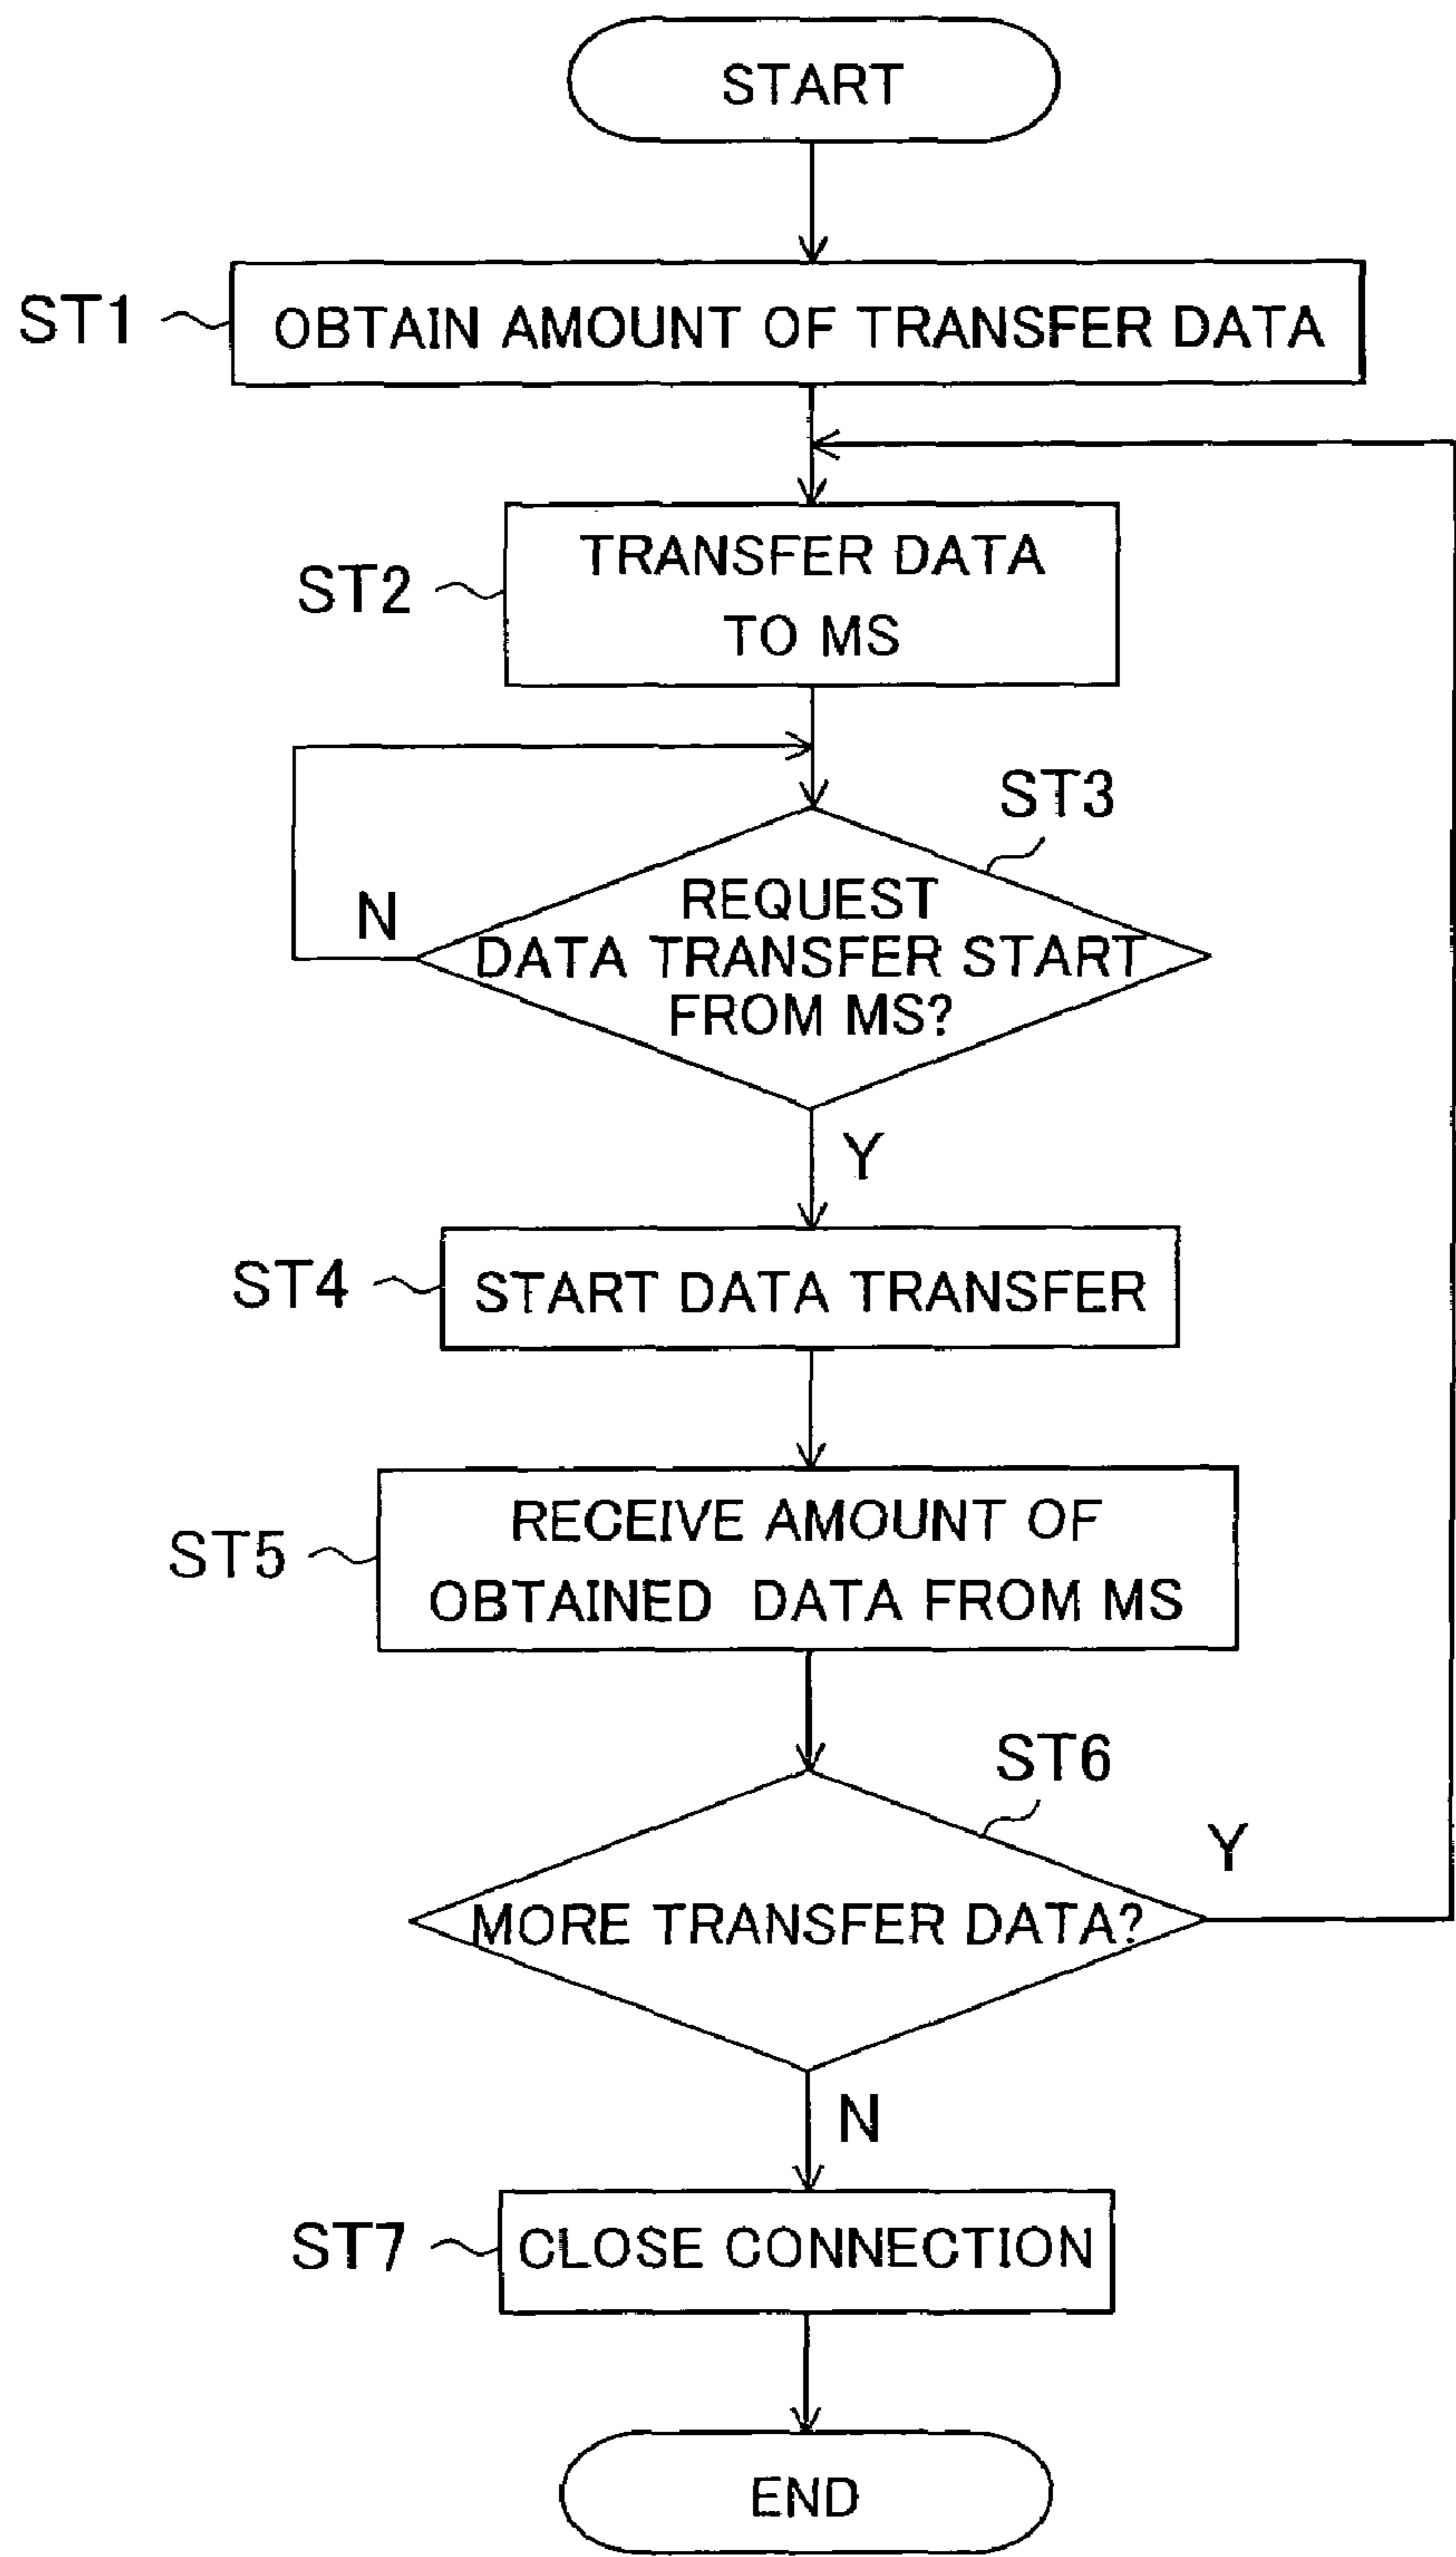 START
ST1
OBTAIN AMOUNT OF TRANSFER DATA
ST2
TRANSFER DATA
TO MS
ST3
N
REQUEST
DATA TRANSFER START
FROM MS?
Y
ST4
START DATA TRANSFER
ST5
RECEIVE AMOUNT OF
OBTAINED DATA FROM MS
ST6
Y
MORE TRANSFER DATA?
N
ST7
CLOSE CONNECTION
END